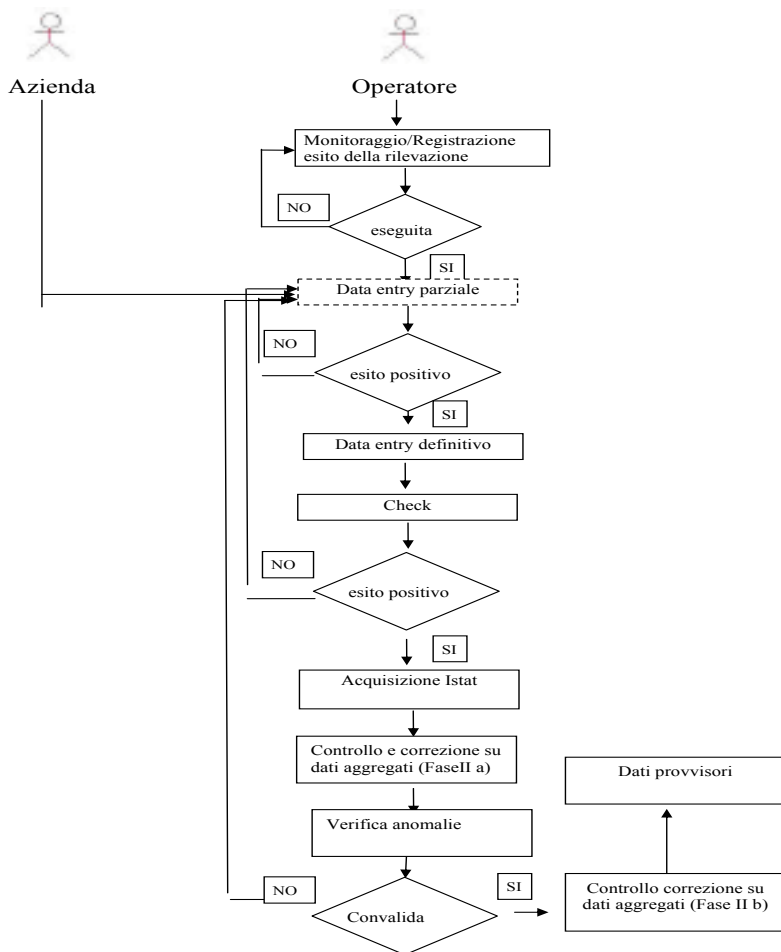 Azienda
Operatore
Monitoraggio/Registrazione
esito della rilevazione
NO
eseguita
SI
Data entry parziale
NO
esito positivo
SI
Data entry definitivo
Check
NO
esito positivo
SI
Acquisizione Istat
Controllo e correzione su
dati aggregati (FaseII a)
Dati provvisori
Verifica anomalie
NO
Convalida
SI
Controllo correzione su
dati aggregati (Fase II b)